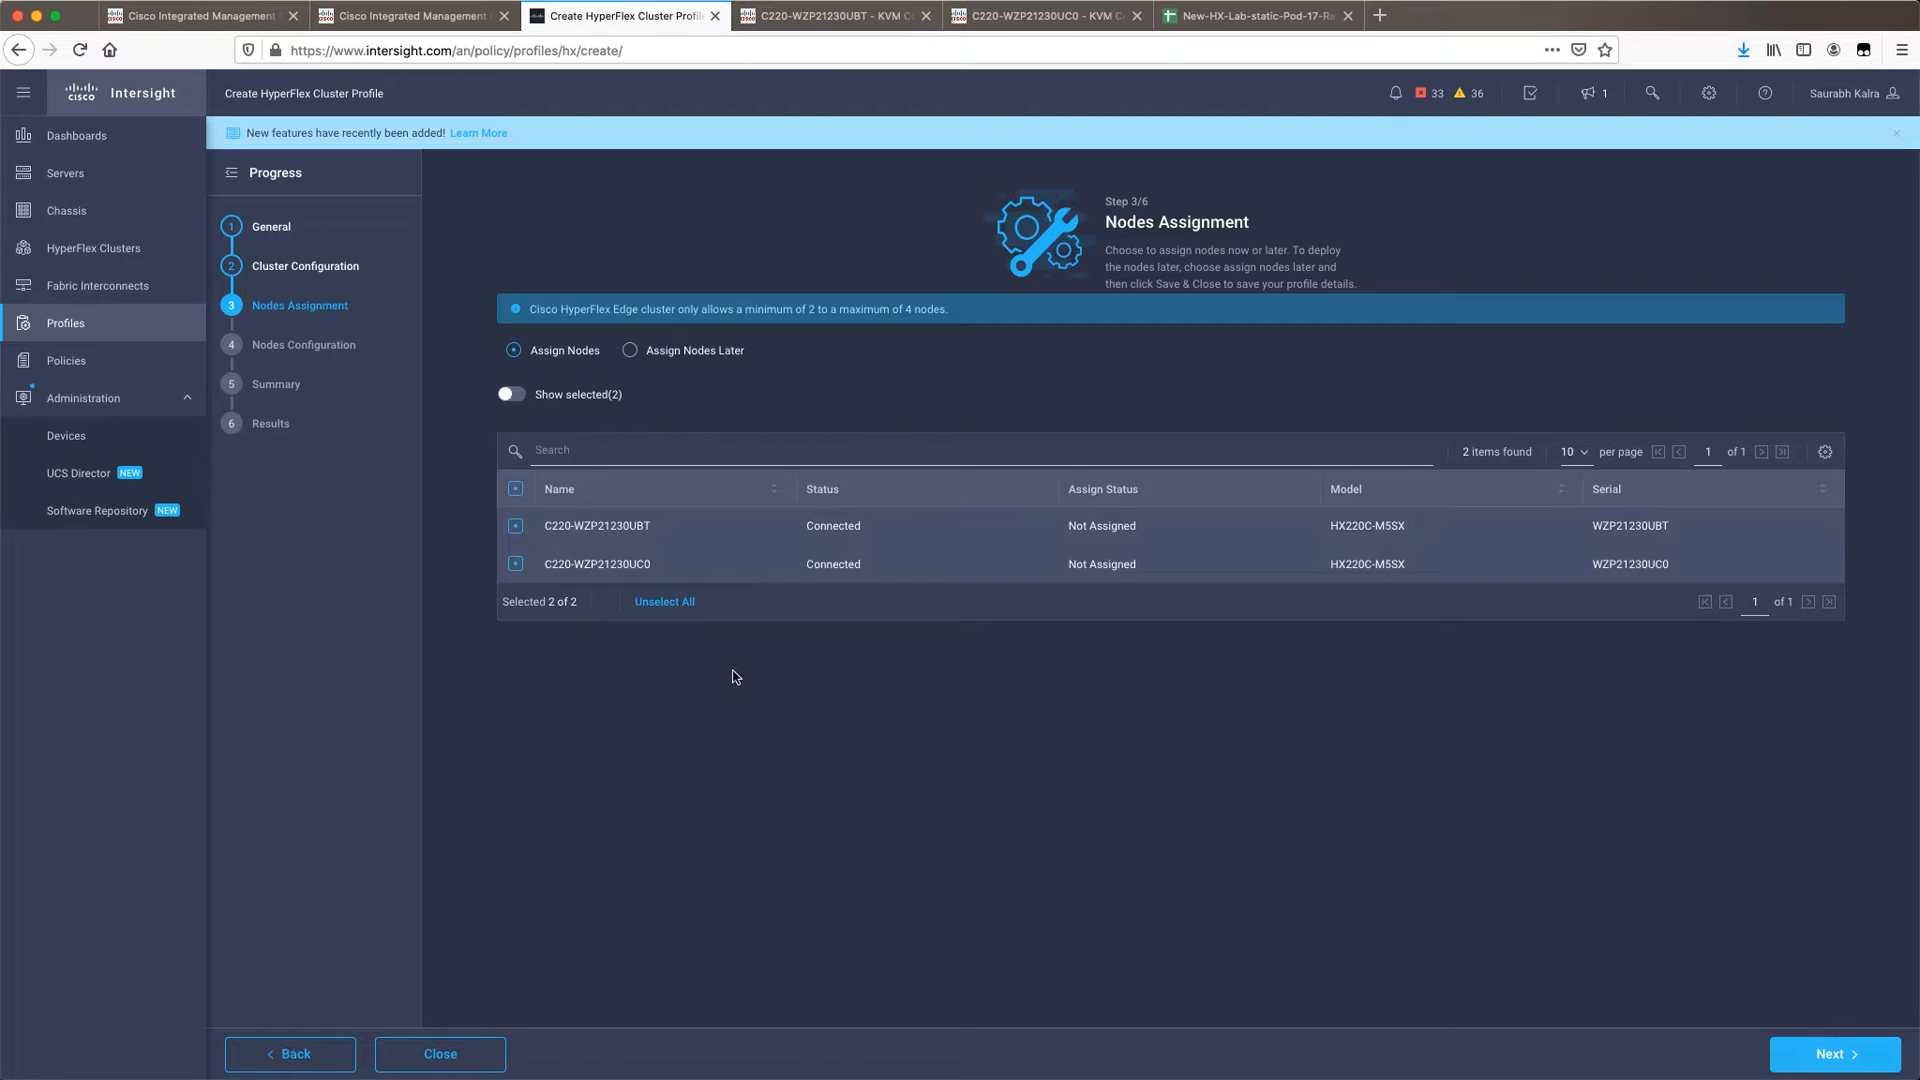 Cisco Integrated Management
Cisco Integrated Management
Create HyperFlex Cluster Profile
C220-WZP21230UBT - KVM C
C220-WZP21230UC0 - KVM C
New-HX-Lab-static-Pod-17-Ra
https://www.intersight.com/an/policy/profiles/hx/create/
cisco Intersight
Create HyperFlex Cluster Profile
33
36
1
Saurabh Kalra
New features have recently been added! Learn More
Dashboards
Servers
Chassis
HyperFlex Clusters
Fabric Interconnects
Profiles
Policies
Administration
Devices
UCS Director NEW
Software Repository NEW
Progress
1 General
2 Cluster Configuration
3 Nodes Assignment
4 Nodes Configuration
5 Summary
6 Results
Step 3/6
Nodes Assignment
Choose to assign nodes now or later. To deploy
the nodes later, choose assign nodes later and
then click Save & Close to save your profile details.
Cisco HyperFlex Edge cluster only allows a minimum of 2 to a maximum of 4 nodes.
Assign Nodes Assign Nodes Later
Show selected(2)
Search 2 items found 10 per page 1 of 1
Name Status Assign Status Model Serial
C220-WZP21230UBT Connected Not Assigned HX220C-M5SX WZP21230UBT
C220-WZP21230UC0 Connected Not Assigned HX220C-M5SX WZP21230UC0
Selected 2 of 2 Unselect All 1 of 1
Back
Close
Next